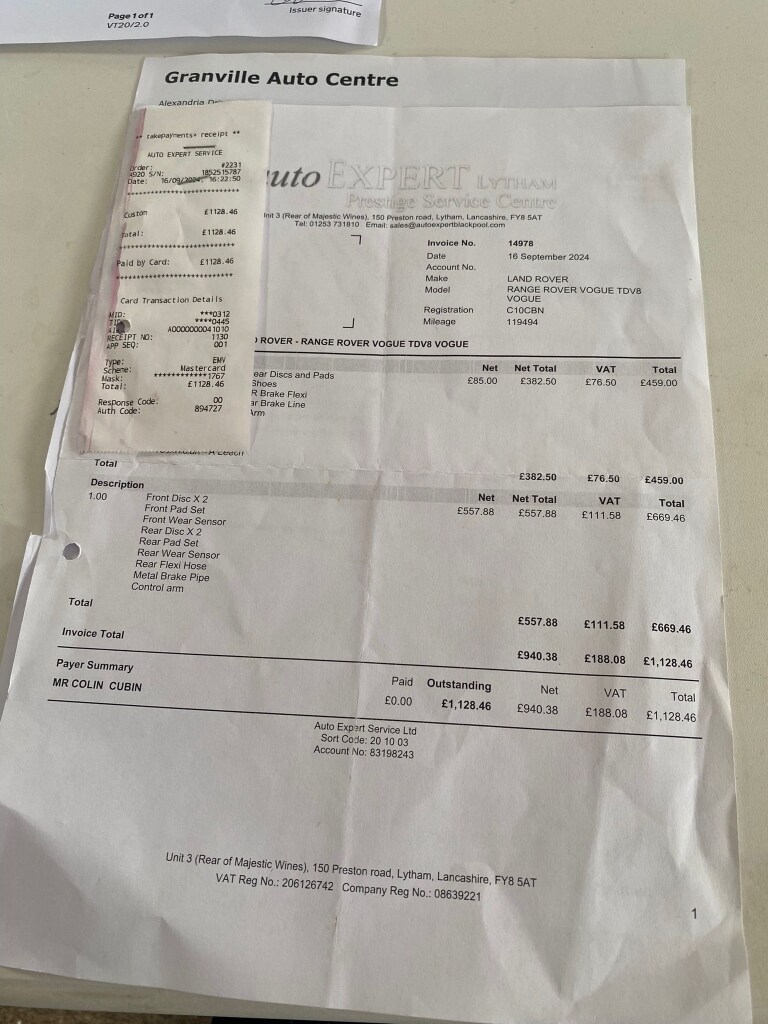 Page 1 of 1
VT20/2.0
Issuer signature
Granville Auto Centre
Alexandria
** takepayments+ receipt **
AUTO EXPERT SERVICE
Order: #2231
A920 S/N: 1852515787
Date: 16/09/2024, 16:22:50
*************************
Custom £1128.46
Total: £1128.46
*************************
Paid by Card: £1128.46
*************************
Card Transaction Details
MID: ***0312
TID ****0445
A0000000041010
RECEIPT NO: 1130
APP SEQ: 001
Type: EMV
Scheme: Mastercard
Mask: ************1767
Total: £1128.46
Response Code: 00
Auth Code: 894727
auto EXPERT LYTHAM
Prestige Service Centre
Unit 3 (Rear of Majestic Wines), 150 Preston road, Lytham, Lancashire, FY8 5AT
Tel: 01253 731810 Email: sales@autoexpertblackpool.com
Invoice No. 14978
Date 16 September 2024
Account No.
Make LAND ROVER
Model RANGE ROVER VOGUE TDV8
VOGUE
Registration C10CBN
Mileage 119494
ROVER - RANGE ROVER VOGUE TDV8 VOGUE
Net Net Total VAT Total
ear Discs and Pads £85.00 £382.50 £76.50 £459.00
Shoes
R Brake Flexi
ar Brake Line
Arm
Total £382.50 £76.50 £459.00
Description Net Net Total VAT Total
1.00 Front Disc X 2 £557.88 £557.88 £111.58 £669.46
Front Pad Set
Front Wear Sensor
Rear Disc X 2
Rear Pad Set
Rear Wear Sensor
Rear Flexi Hose
Metal Brake Pipe
Control arm
Total £557.88 £111.58 £669.46
Invoice Total £940.38 £188.08 £1,128.46
Payer Summary Paid Outstanding Net VAT Total
MR COLIN CUBIN £0.00 £1,128.46 £940.38 £188.08 £1,128.46
Auto Expert Service Ltd
Sort Code: 20 10 03
Account No: 83198243
Unit 3 (Rear of Majestic Wines), 150 Preston road, Lytham, Lancashire, FY8 5AT
VAT Reg No.: 206126742 Company Reg No.: 08639221
1